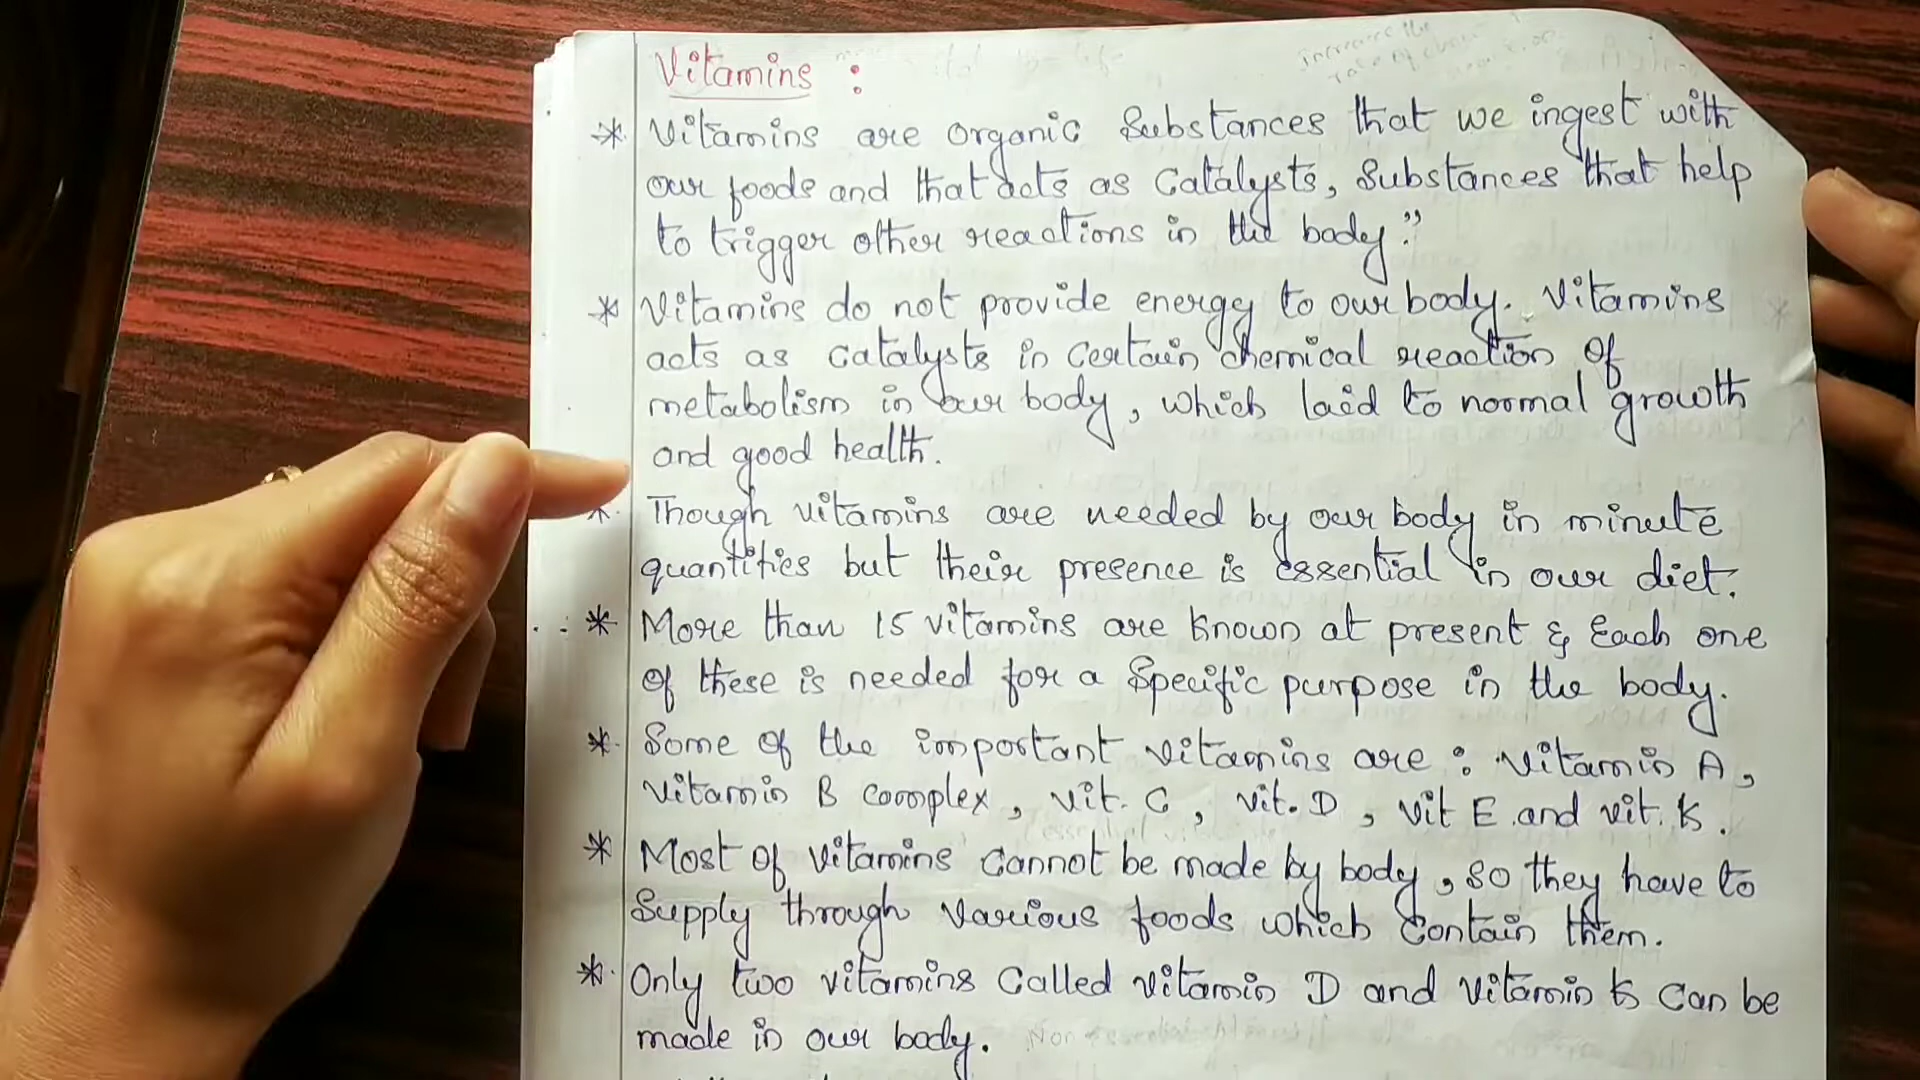 Vitamins :
* Vitamins are organic Substances that we ingest with
our foods and that acts as catalysts, Substances that help
to trigger other reactions in the body."
* Vitamins do not provide energy to our body. Vitamins
acts as catalysts in certain chemical reaction of
metabolism in our body, which laid to normal growth
and good health.
* Though vitamins are needed by our body in minute
quantities but their presence is essential in our diet.
* More than 15 vitamins are known at present & Each one
of these is needed for a Specific purpose in the body.
* Some of the important vitamins are : vitamin A,
vitamin B complex, vit. C, vit. D, vit E and vit. K.
* Most of vitamins cannot be made by body, so they have to
Supply through various foods which contain them.
* Only two vitamins Called vitamin D and vitamin K can be
made in our body.